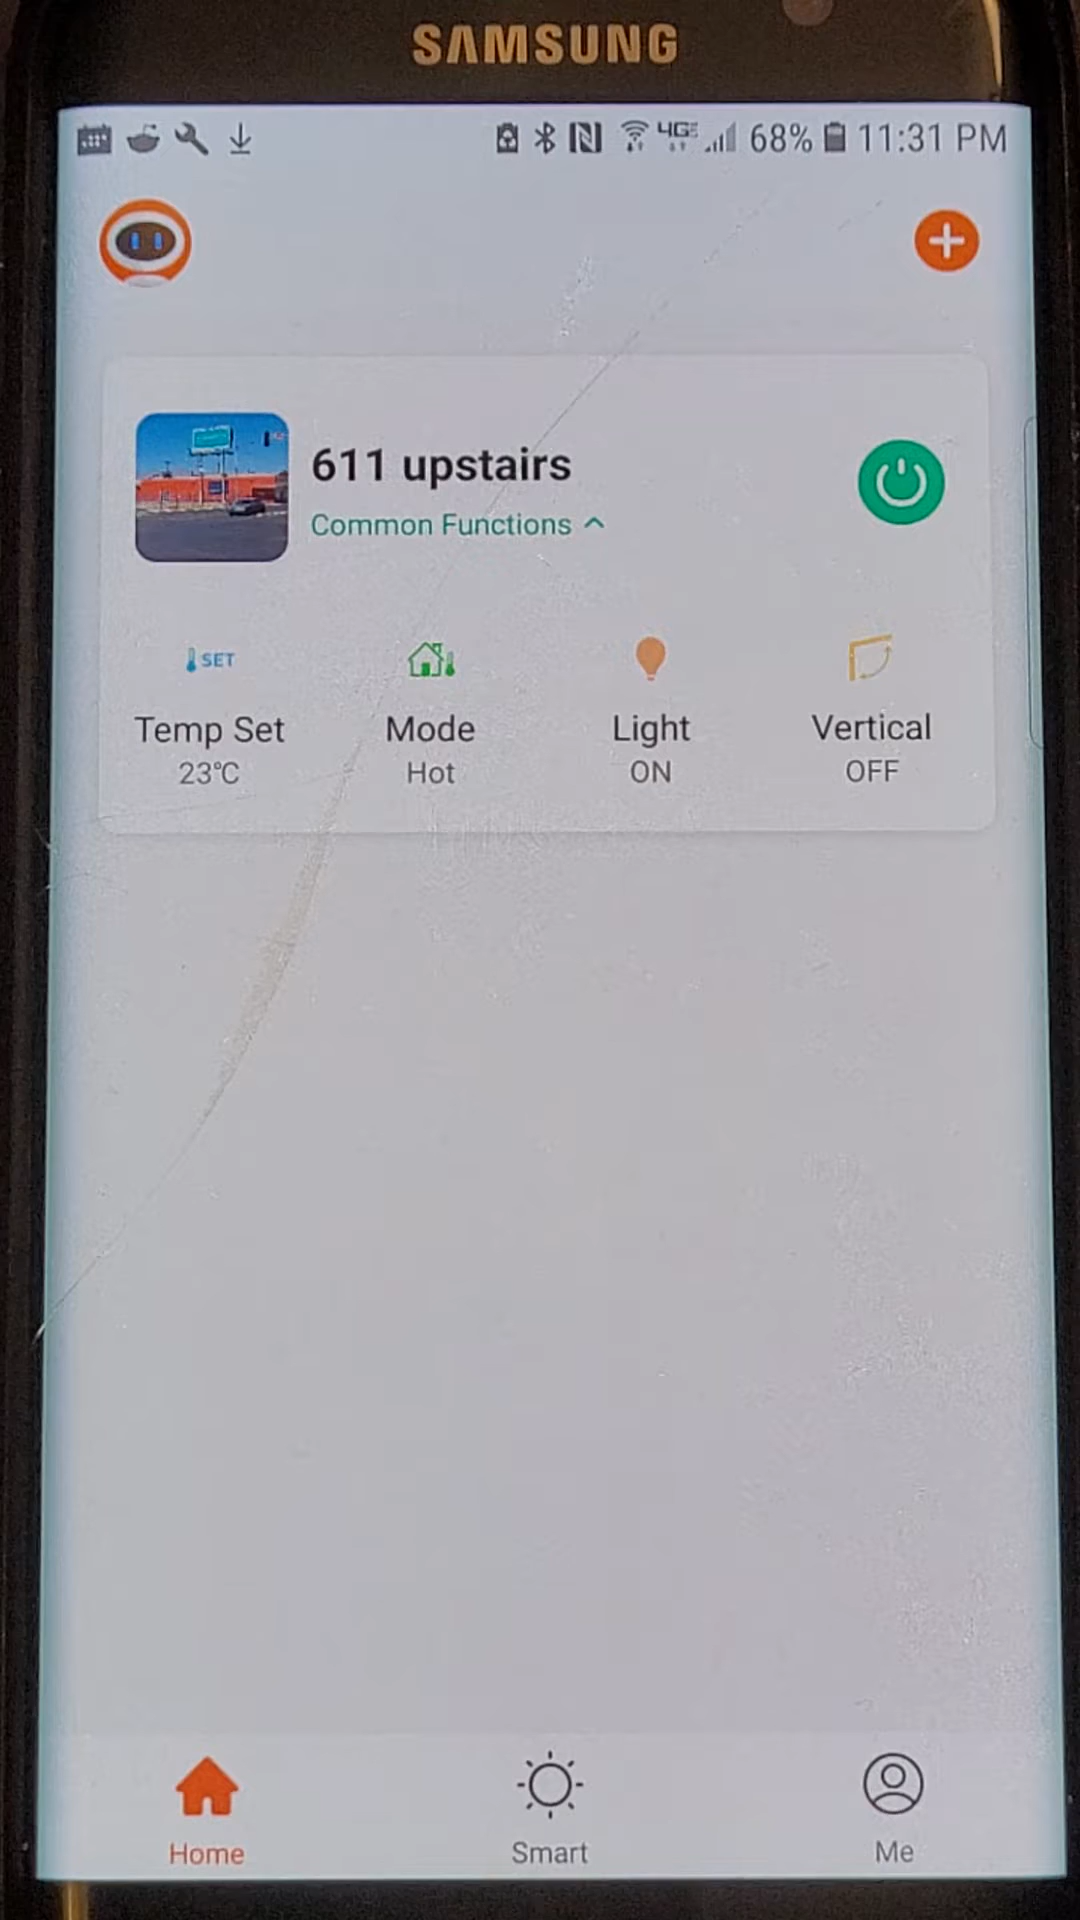 SAMSUNG
4GE 68% 11:31 PM
611 upstairs
Common Functions
SET
Temp Set Mode Light Vertical
23°C Hot ON OFF
Home Smart Me